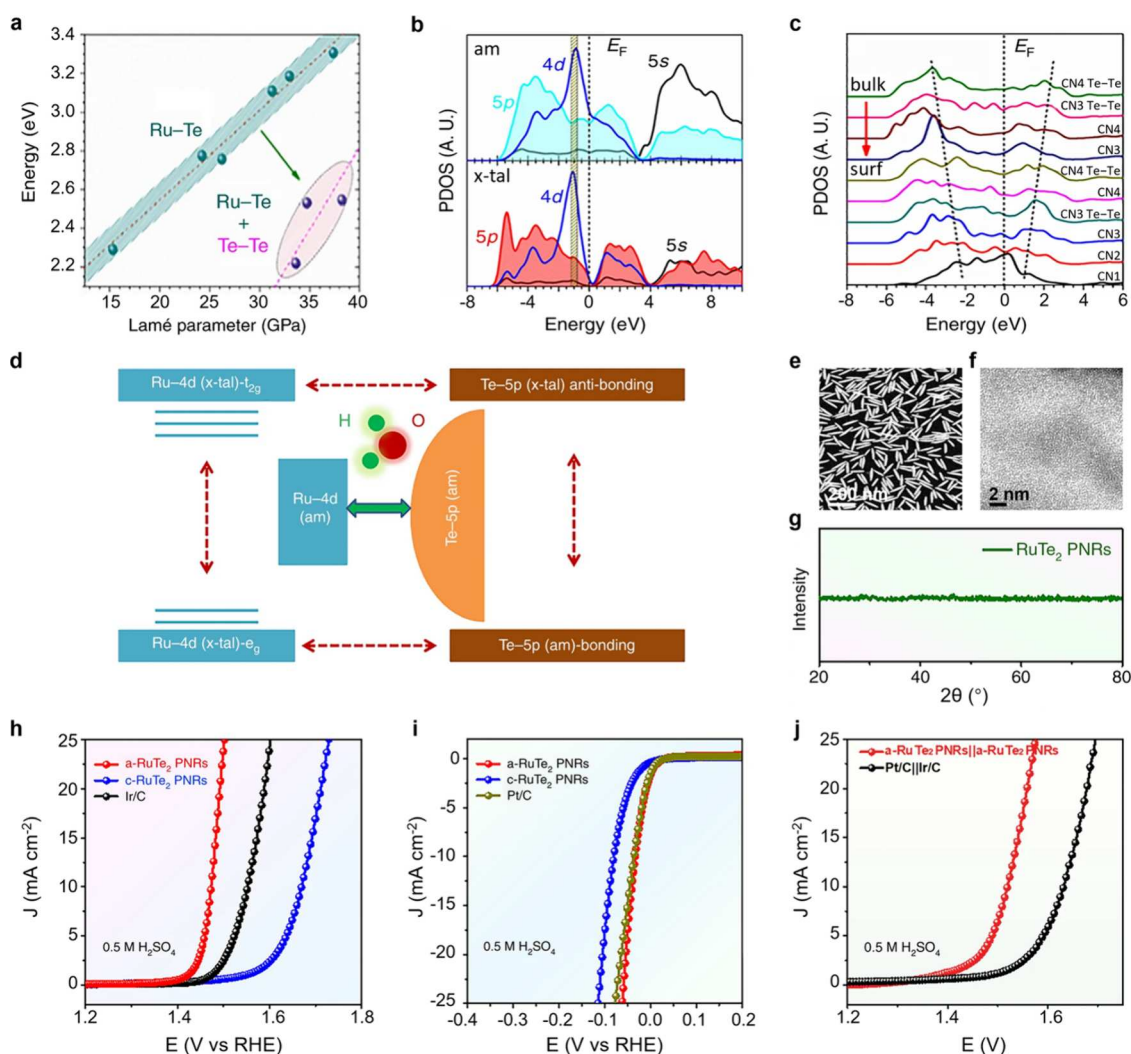 a
3.4
3.2
3.0
2.8
2.6
2.4
2.2
Energy (eV)
Ru–Te
Ru–Te
+
Te–Te
15 20 25 30 35 40
Lamé parameter (GPa)
b
PDOS (A. U.)
am
4d
E_F
5s
5p
x-tal
4d
5p
5s
-8 -4 0 4 8
Energy (eV)
c
PDOS (A. U.)
E_F
bulk
surf
CN4 Te–Te
CN3 Te–Te
CN4
CN3
CN4 Te–Te
CN4
CN3 Te–Te
CN3
CN2
CN1
-8 -6 -4 -2 0 2 4 6
Energy (eV)
d
Ru–4d (x-tal)-t₂g
Te–5p (x-tal) anti-bonding
H O
Ru–4d
(am)
Te–5p (am)
Ru–4d (x-tal)-e_g
Te–5p (am)-bonding
e
200 nm
f
2 nm
g
RuTe₂ PNRs
Intensity
20 40 60 80
2θ (°)
h
25
20
15
10
5
0
J (mA cm⁻²)
a-RuTe₂ PNRs
c-RuTe₂ PNRs
Ir/C
0.5 M H₂SO₄
1.2 1.4 1.6 1.8
E (V vs RHE)
i
0
-5
-10
-15
-20
-25
J (mA cm⁻²)
a-RuTe₂ PNRs
c-RuTe₂ PNRs
Pt/C
0.5 M H₂SO₄
-0.4 -0.3 -0.2 -0.1 0.0 0.1 0.2
E (V vs RHE)
j
25
20
15
10
5
0
J (mA cm⁻²)
a-RuTe₂ PNRs||a-RuTe₂ PNRs
Pt/C||Ir/C
0.5 M H₂SO₄
1.2 1.4 1.6
E (V)